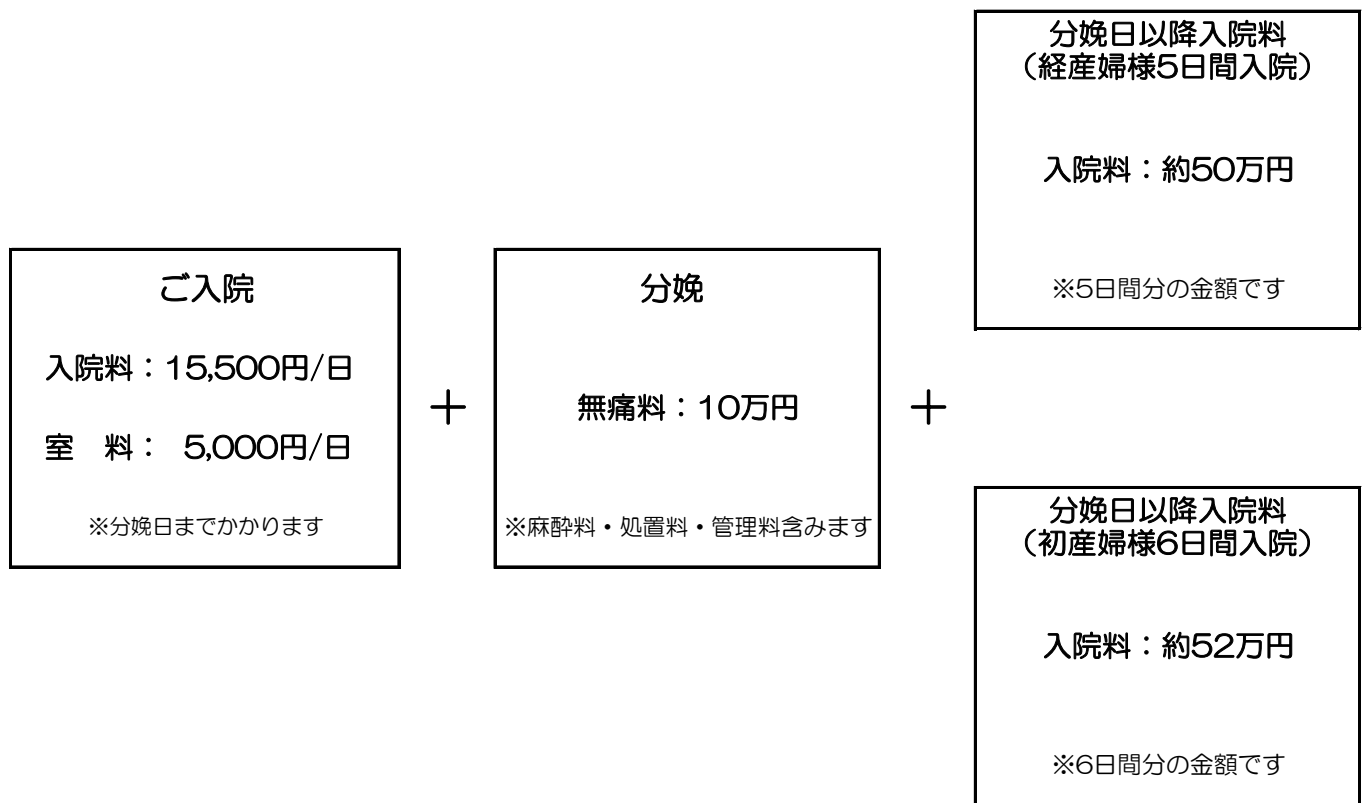 ご入院
入院料：15,500円/日
室　料：　5,000円/日
※分娩日までかかります
＋
分娩
無痛料：10万円
※麻酔料・処置料・管理料含みます
＋
分娩日以降入院料
（経産婦様5日間入院）
入院料：約50万円
※5日間分の金額です
分娩日以降入院料
（初産婦様6日間入院）
入院料：約52万円
※6日間分の金額です